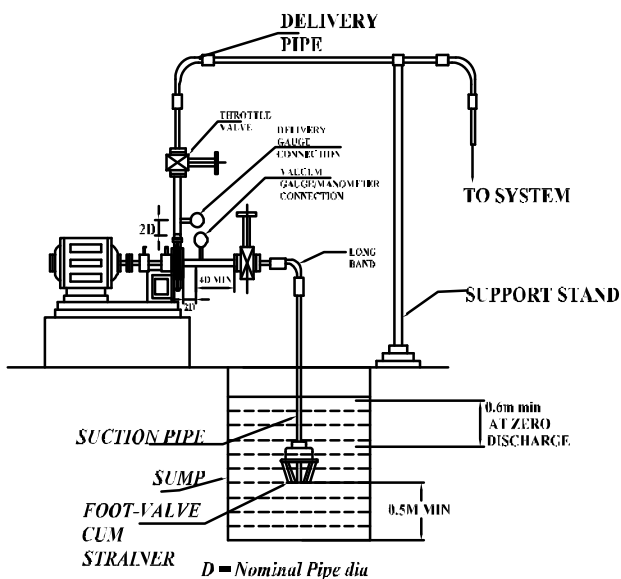 DELIVERY
PIPE
THROTTLE
VALVE
DELIVERY
GAUGE
CONNECTION
VALCUM
GAUGE/MANOMETER
CONNECTION
TO SYSTEM
2D
LONG
BAND
4D MIN
2D
SUPPORT STAND
0.6m min
AT ZERO
DISCHARGE
SUCTION PIPE
SUMP
FOOT-VALVE
CUM
STRAINER
0.5M MIN
D = Nominal Pipe dia